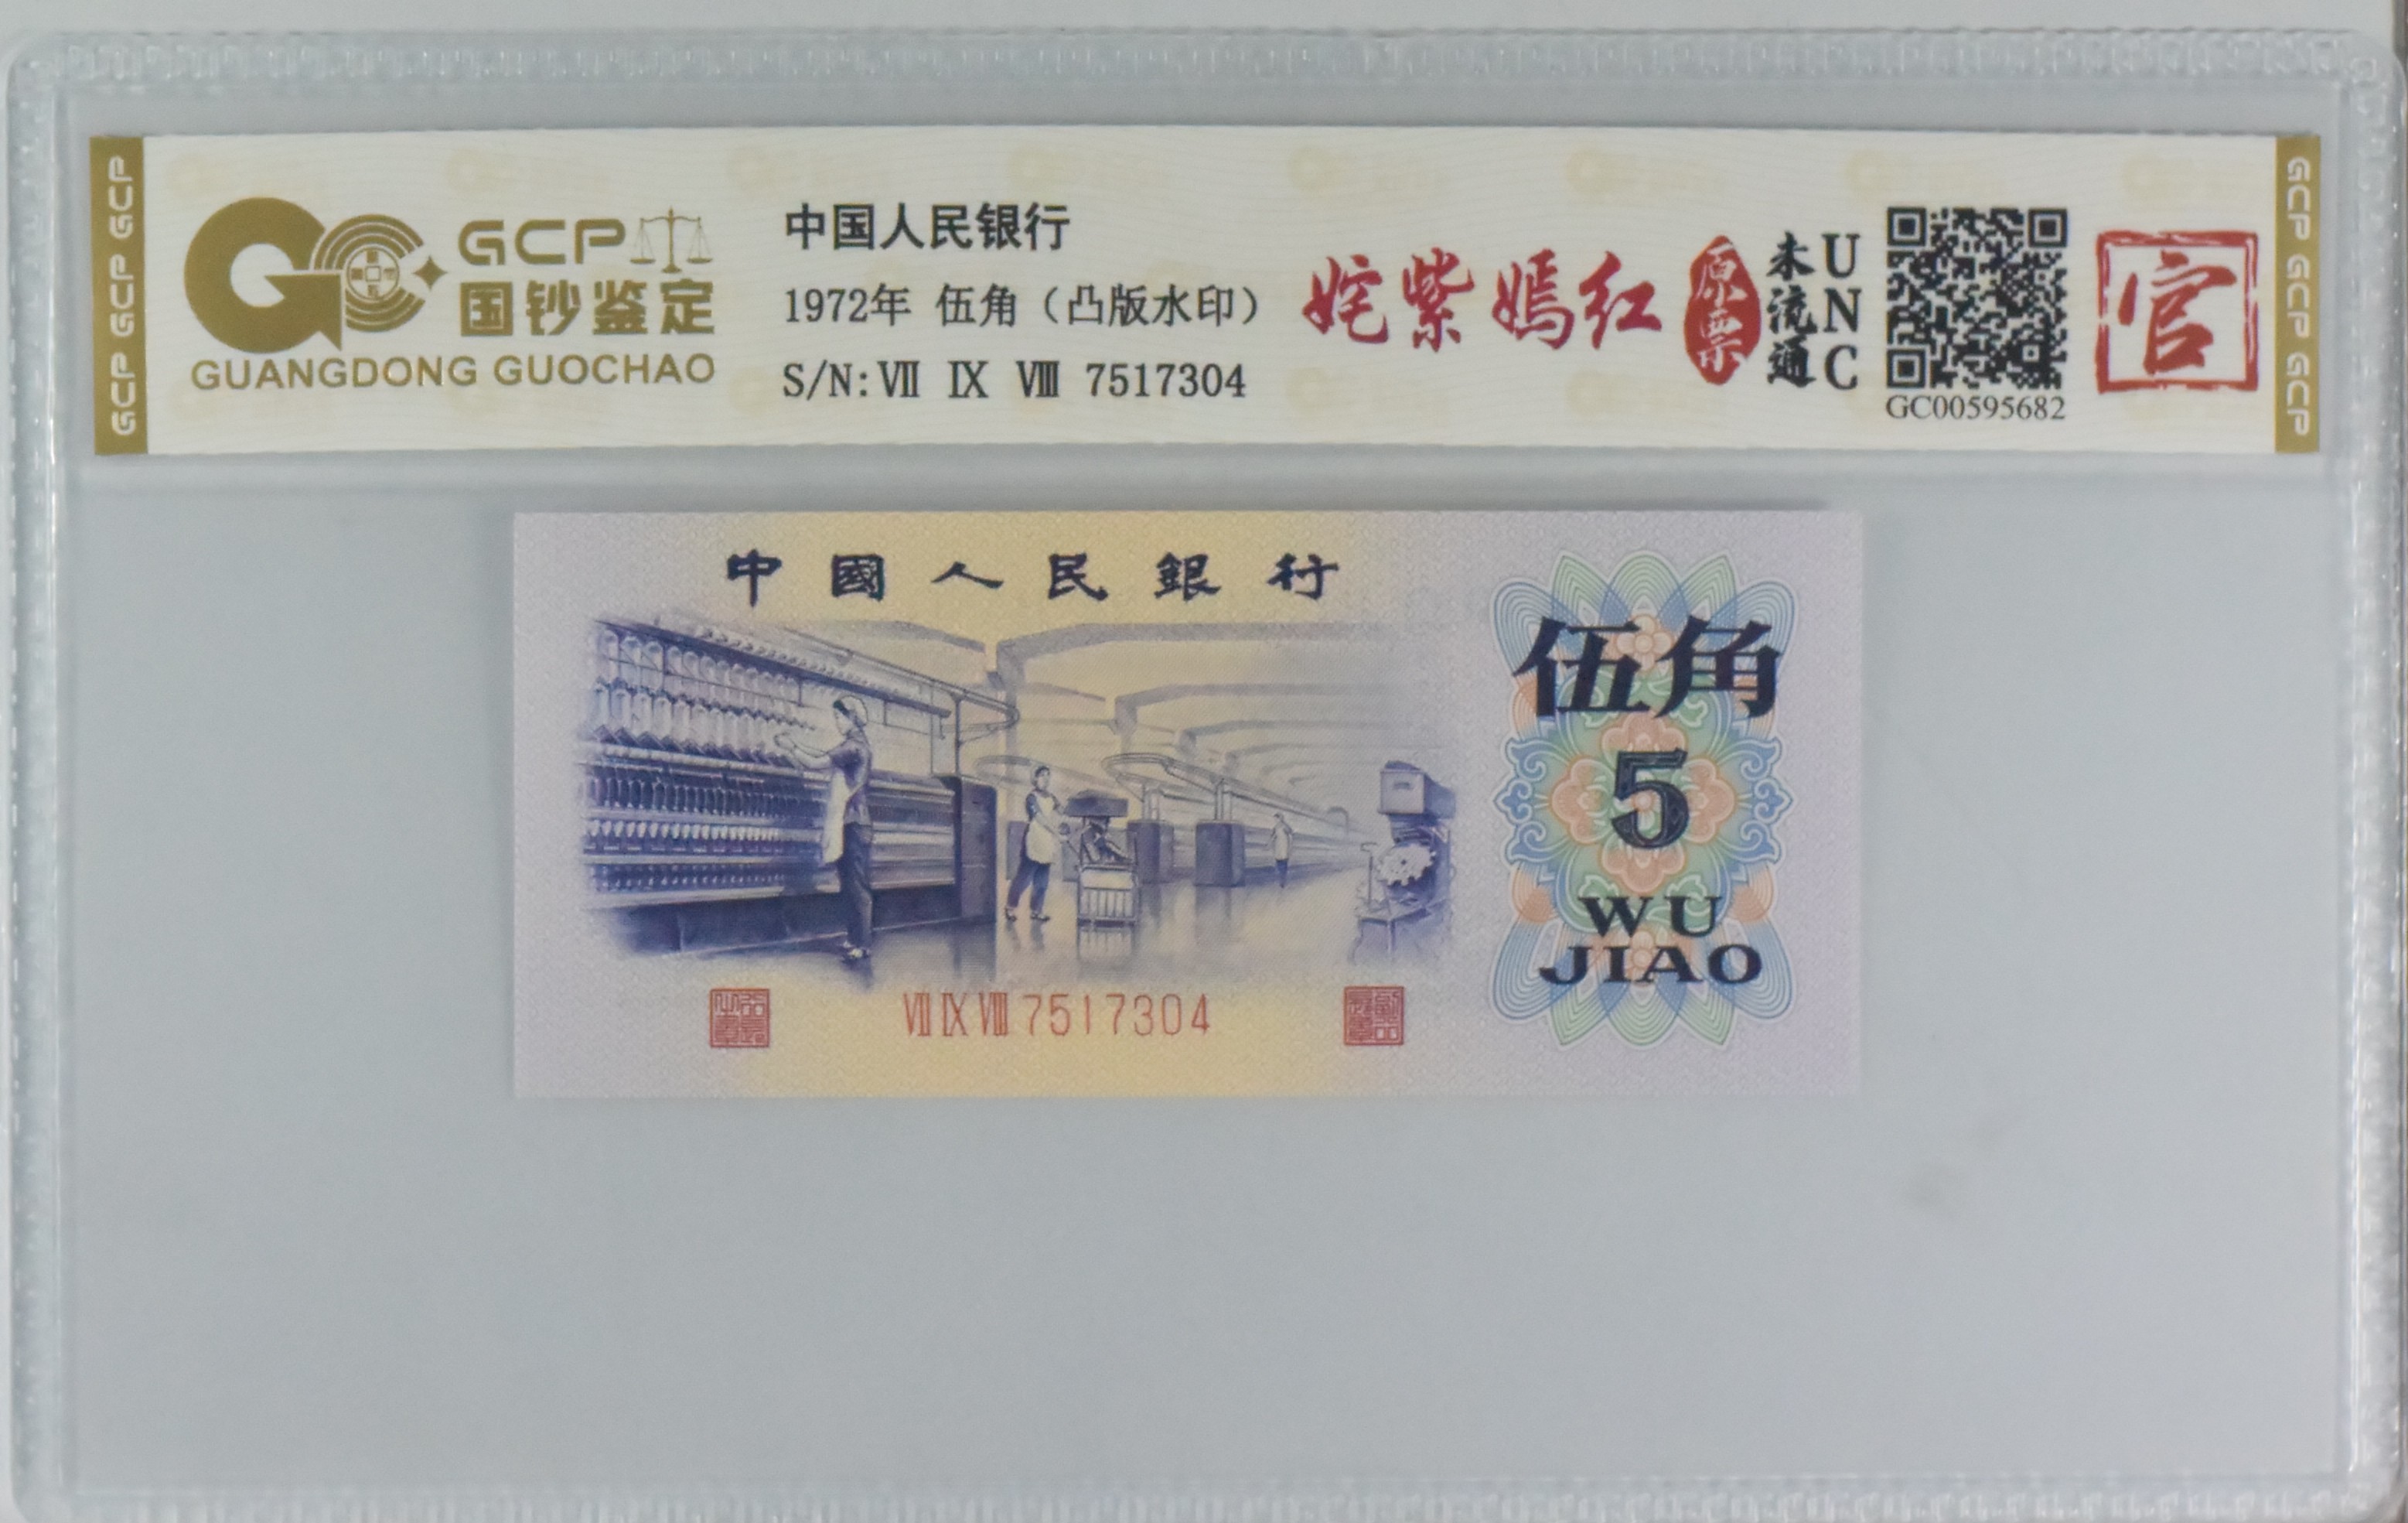 GCP GCP GCP
GCP
国钞鉴定
GUANGDONG GUOCHAO
中国人民银行
1972年 伍角（凸版水印）
S/N: Ⅶ Ⅸ Ⅷ 7517304
姹紫嫣红
原票
未流通
UNC
GC00595682
官
GCP GCP GCP
中國人民銀行
伍角
5
WU
JIAO
Ⅶ Ⅸ Ⅷ 7517304